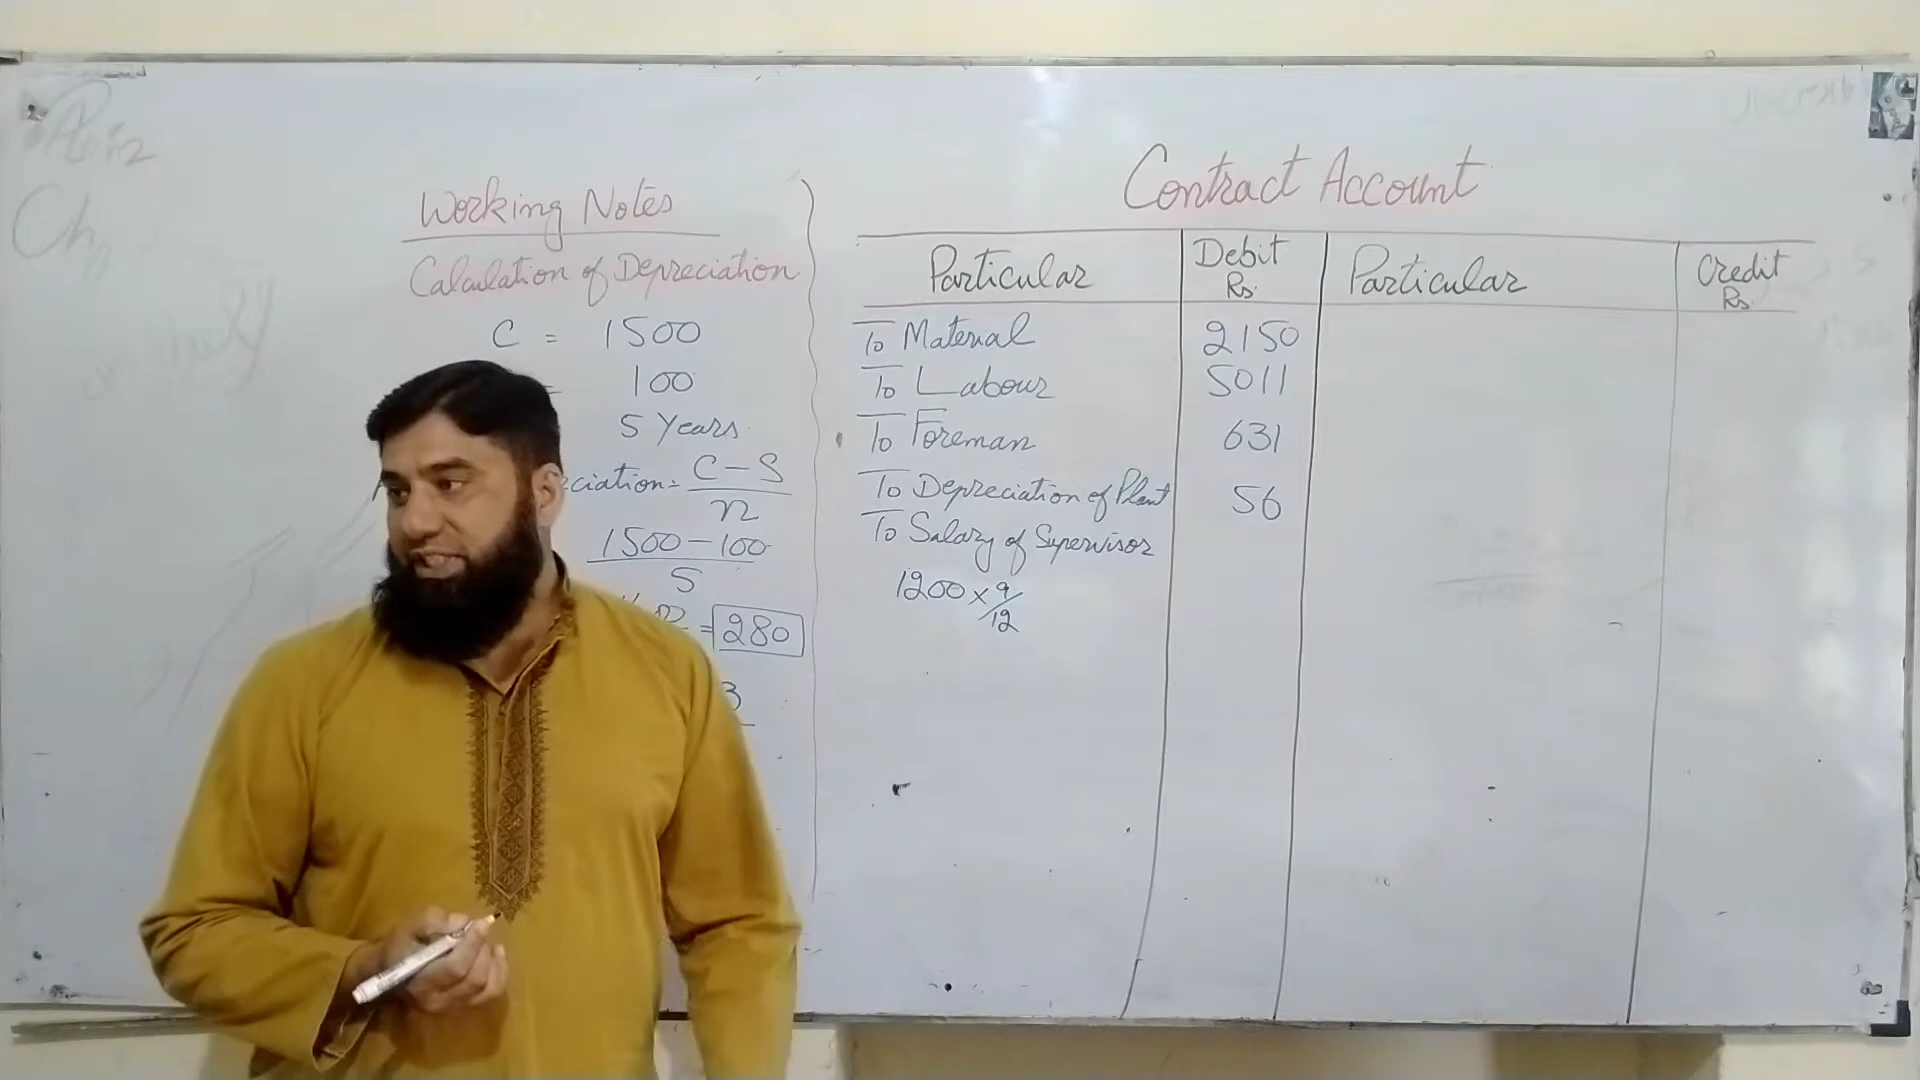 Working Notes
Calculation of Depreciation
C = 1500
= 100
5 Years
ciation = C - S
n
1500 - 100
5
= 280
3
Contract Account
Particular Debit Rs. Particular Credit Rs.
To Material 2150
To Labour 5011
To Foreman 631
To Depreciation of Plant 56
To Salary of Supervisor
1200 × 9/12